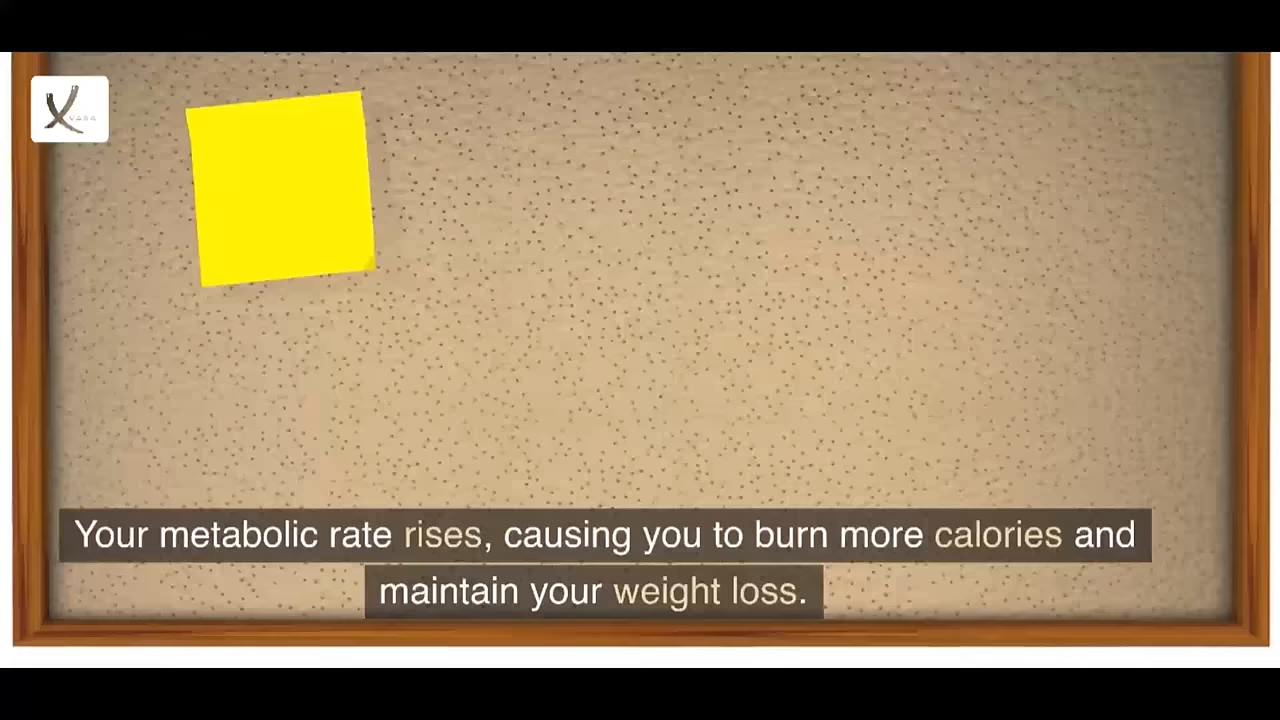 Your metabolic rate rises, causing you to burn more calories and
maintain your weight loss.